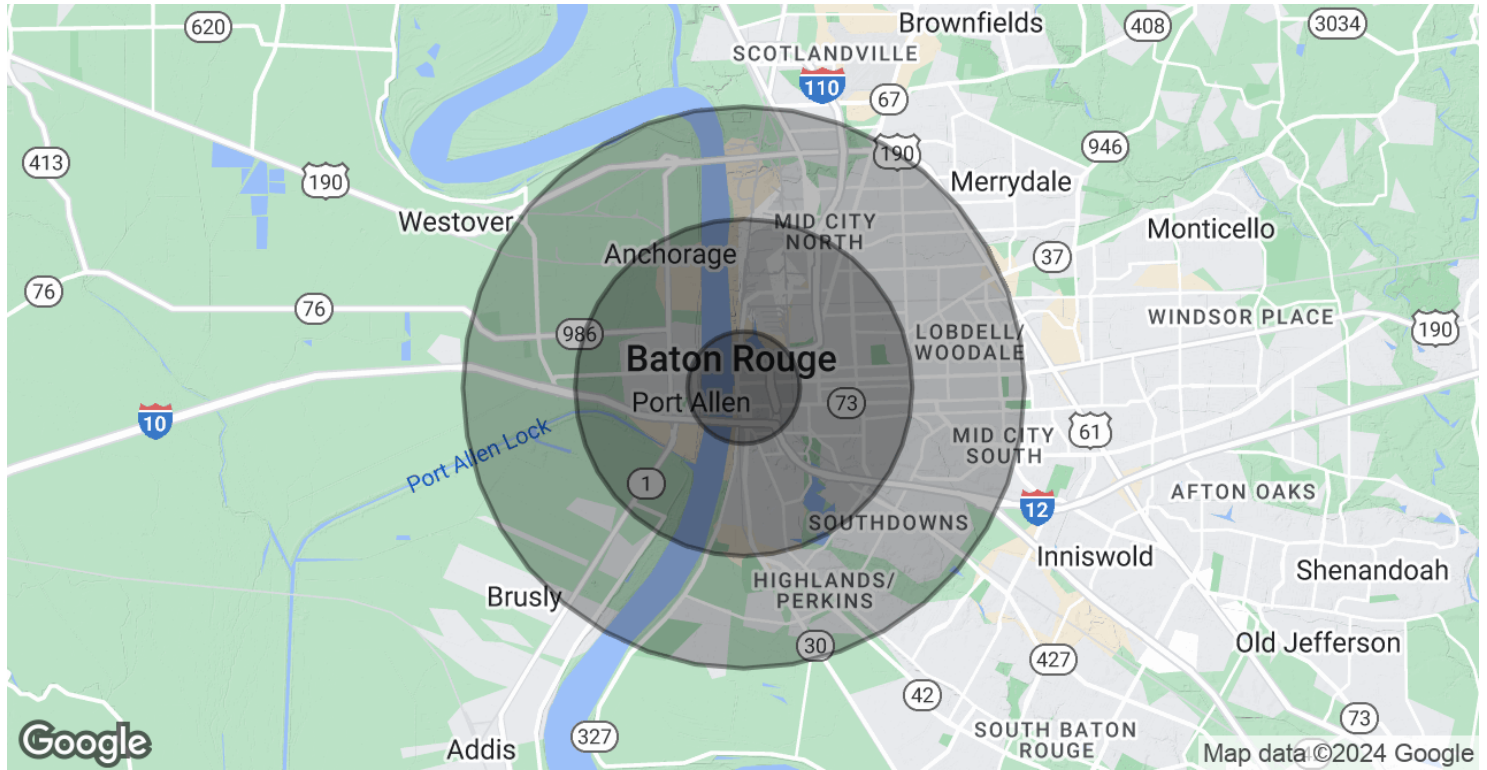 620
Brownfields
408
3034
SCOTLANDVILLE
110
67
413
190
190
946
Merrydale
Westover
MID CITY
NORTH
Monticello
Anchorage
37
76
76
WINDSOR PLACE
190
986
LOBDELL/
WOODALE
Baton Rouge
Port Allen
73
10
61
MID CITY
SOUTH
Port Allen Lock
1
AFTON OAKS
12
SOUTHDOWNS
Inniswold
Shenandoah
HIGHLANDS/
PERKINS
Brusly
30
Old Jefferson
427
42
73
327
SOUTH BATON
ROUGE
Addis
Google
Map data ©2024 Google